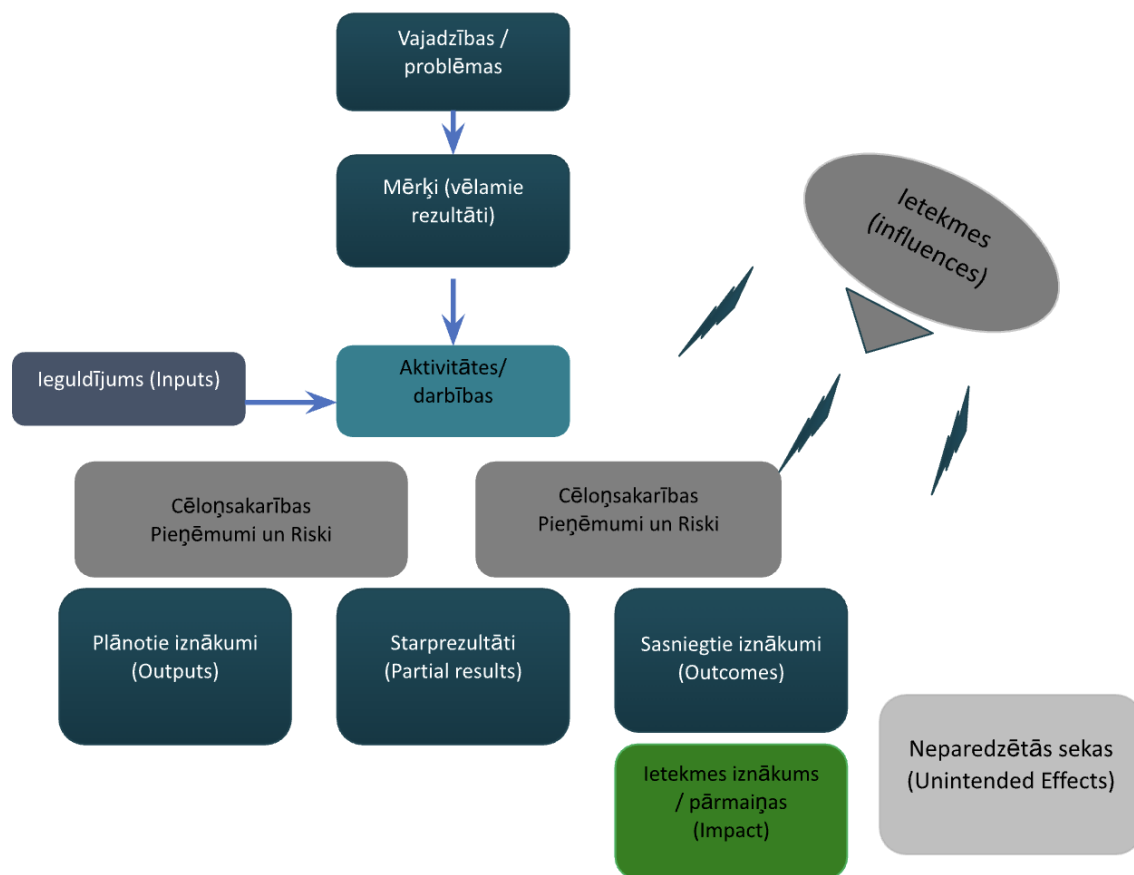 Vajadzības /
problēmas
Mērķi (vēlamie
rezultāti)
Ietekmes
(influences)
Ieguldījums (Inputs)
Aktivitātes/
darbības
Cēloņsakarības
Pieņēmumi un Riski
Cēloņsakarības
Pieņēmumi un Riski
Plānotie iznākumi
(Outputs)
Starprezultāti
(Partial results)
Sasniegtie iznākumi
(Outcomes)
Neparedzētās sekas
(Unintended Effects)
Ietekmes iznākums
/ pārmaiņas
(Impact)